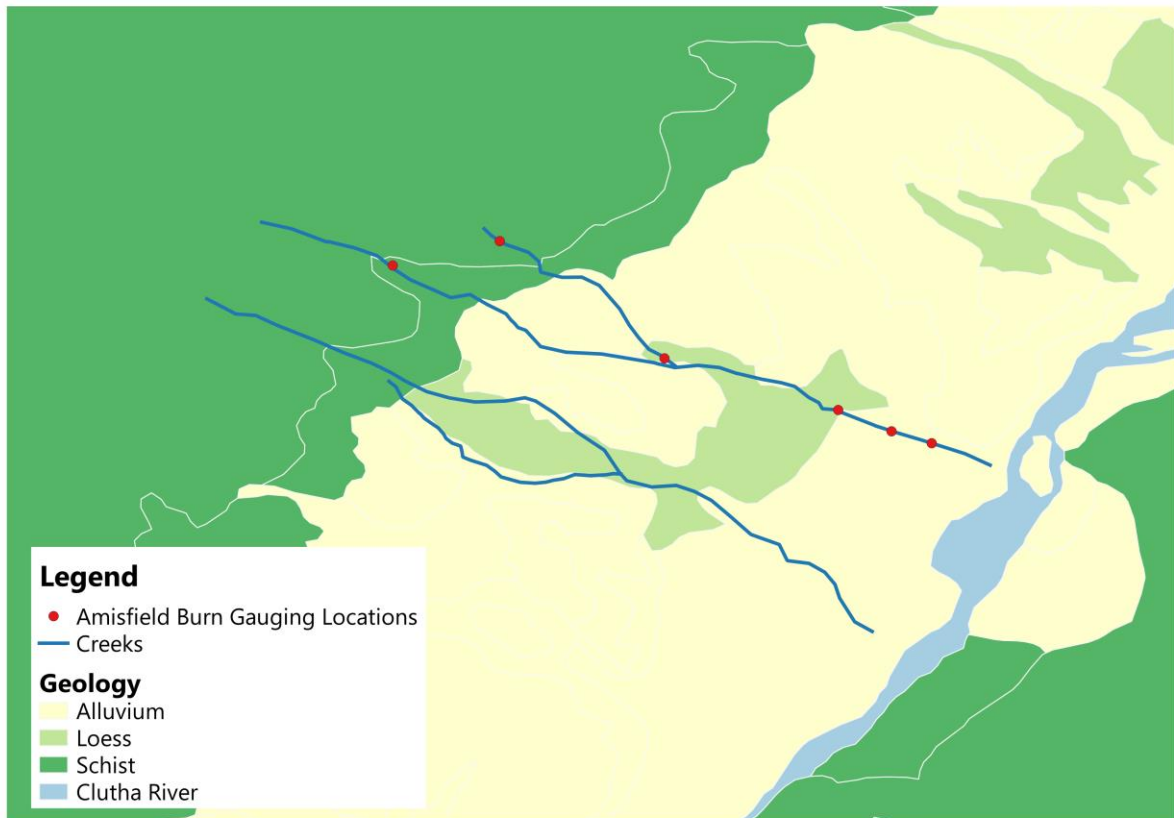 Legend
Amisfield Burn Gauging Locations
Creeks
Geology
Alluvium
Loess
Schist
Clutha River